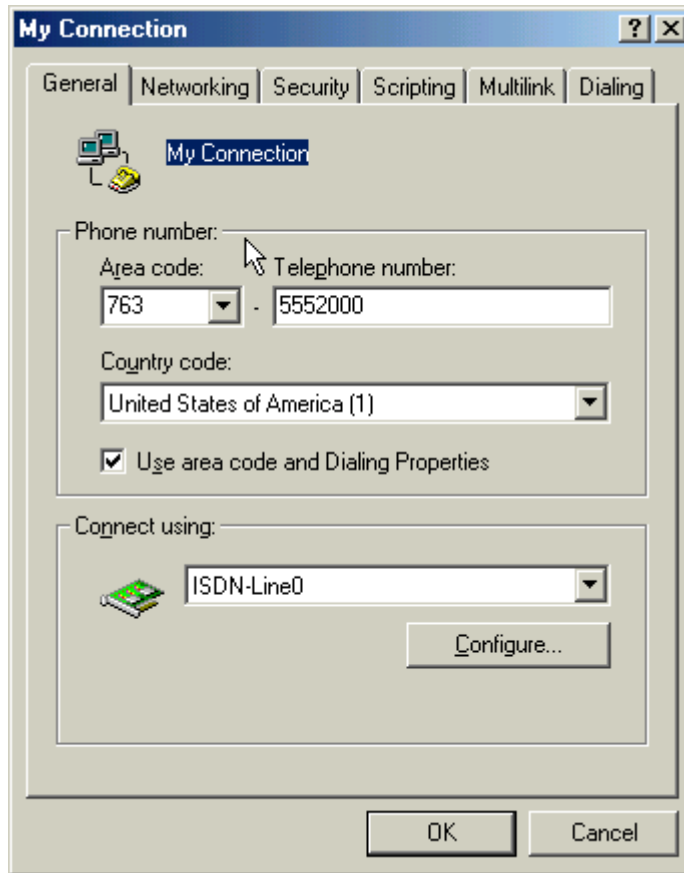 My Connection
General Networking Security Scripting Multilink Dialing
My Connection
Phone number:
Area code: Telephone number:
763 - 5552000
Country code:
United States of America (1)
Use area code and Dialing Properties
Connect using:
ISDN-Line0
Configure...
OK Cancel